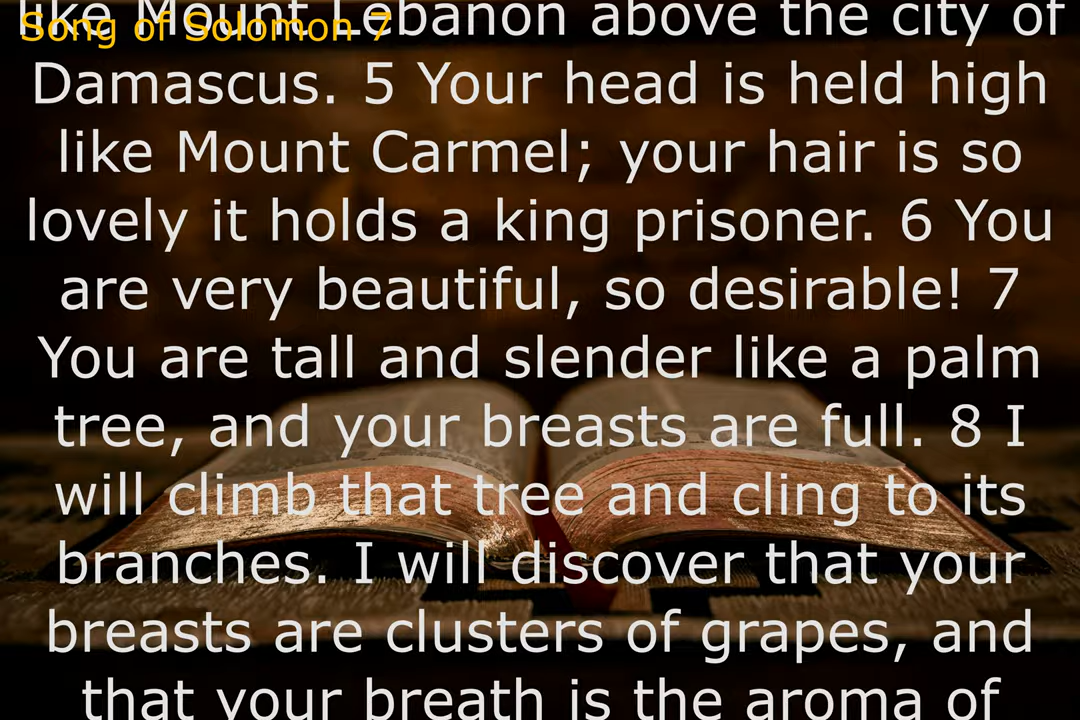 like Mount Lebanon above the city of
Song of Solomon 7
Damascus. 5 Your head is held high
like Mount Carmel; your hair is so
lovely it holds a king prisoner. 6 You
are very beautiful, so desirable! 7
You are tall and slender like a palm
tree, and your breasts are full. 8 I
will climb that tree and cling to its
branches. I will discover that your
breasts are clusters of grapes, and
that your breath is the aroma of